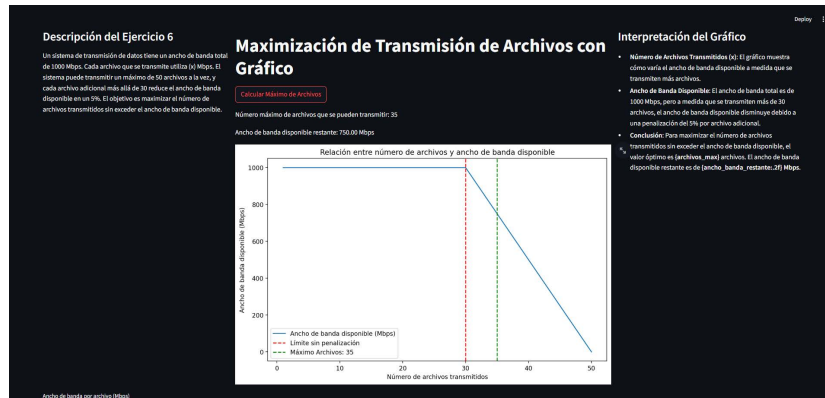 Deploy
Descripción del Ejercicio 6
Un sistema de transmisión de datos tiene un ancho de banda total
de 1000 Mbps. Cada archivo que se transmite utiliza (x) Mbps. El
sistema puede transmitir un máximo de 50 archivos a la vez, y
cada archivo adicional más allá de 30 reduce el ancho de banda
disponible en un 5%. El objetivo es maximizar el número de
archivos transmitidos sin exceder el ancho de banda disponible.
Maximización de Transmisión de Archivos con
Gráfico
Calcular Máximo de Archivos
Número máximo de archivos que se pueden transmitir: 35
Ancho de banda disponible restante: 750.00 Mbps
Relación entre número de archivos y ancho de banda disponible
Ancho de banda disponible (Mbps)
1000
800
600
400
200
0
Ancho de banda disponible (Mbps)
Límite sin penalización
Máximo Archivos: 35
0 10 20 30 40 50
Número de archivos transmitidos
Interpretación del Gráfico
Número de Archivos Transmitidos (x): El gráfico muestra
cómo varía el ancho de banda disponible a medida que se
transmiten más archivos.
Ancho de Banda Disponible: El ancho de banda total es de
1000 Mbps, pero a medida que se transmiten más de 30
archivos, el ancho de banda disponible disminuye debido a
una penalización del 5% por archivo adicional.
Conclusión: Para maximizar el número de archivos
transmitidos sin exceder el ancho de banda disponible, el
valor óptimo es {archivos_max} archivos. El ancho de banda
disponible restante es de {ancho_banda_restante:.2f} Mbps.
Ancho de banda por archivo (Mbps)